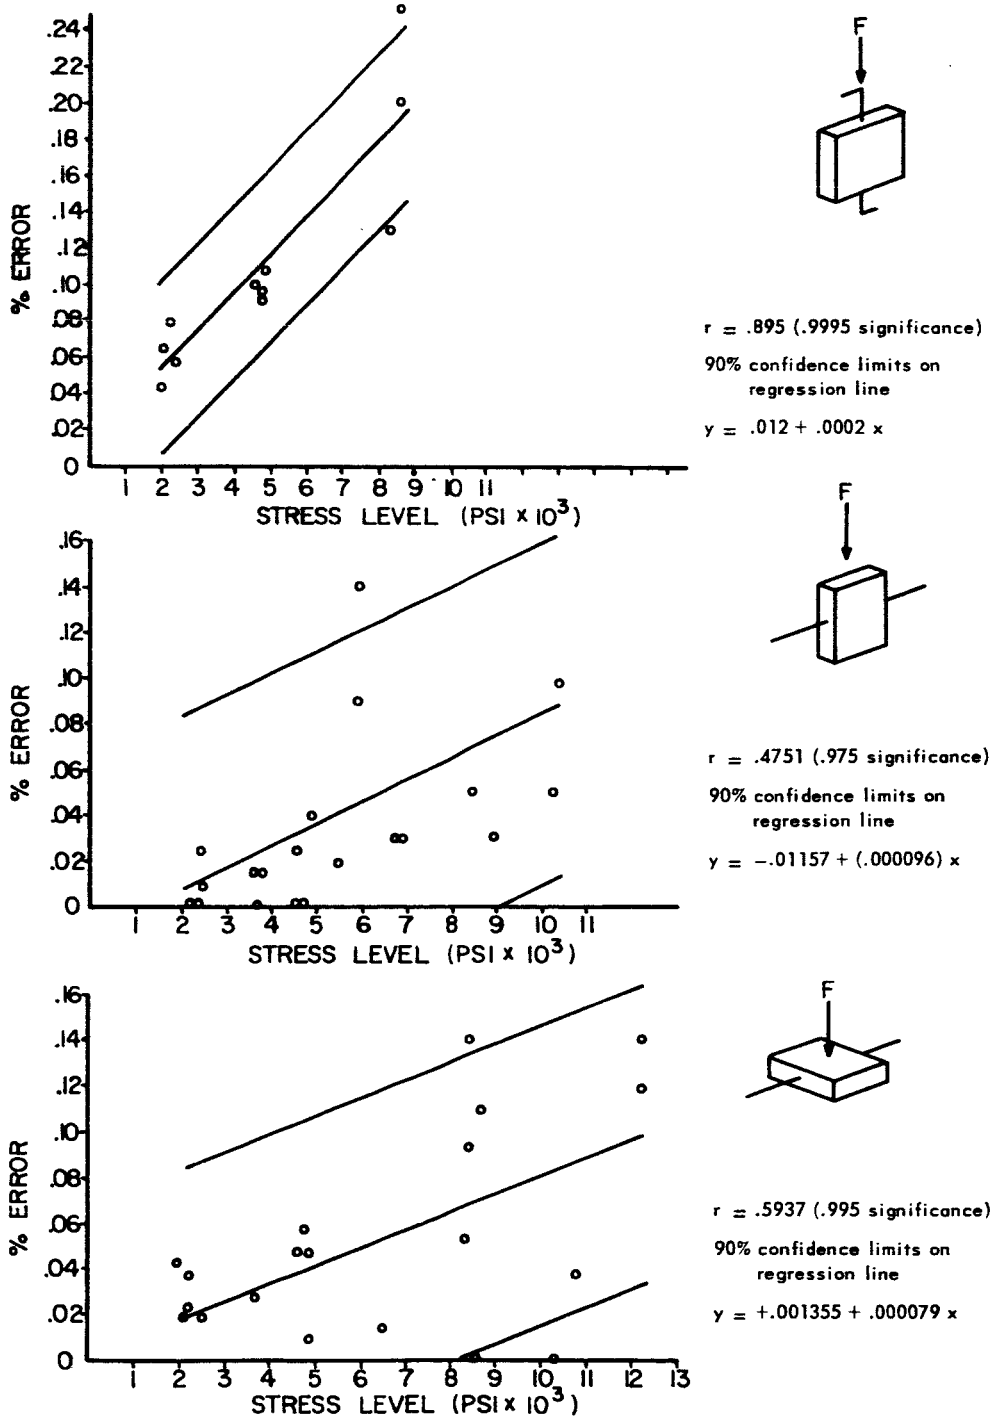 .24
.22
.20
.18
.16
.14
.12
.10
.08
.06
.04
.02
0
% ERROR
1 2 3 4 5 6 7 8 9 10 11
STRESS LEVEL (PSI × 10³)
F
r = .895 (.9995 significance)
90% confidence limits on
regression line
y = .012 + .0002 x
.16
.14
.12
.10
.08
.06
.04
.02
0
% ERROR
1 2 3 4 5 6 7 8 9 10 11
STRESS LEVEL (PSI × 10³)
F
r = .4751 (.975 significance)
90% confidence limits on
regression line
y = -.01157 + (.000096) x
.16
.14
.12
.10
.08
.06
.04
.02
0
% ERROR
1 2 3 4 5 6 7 8 9 10 11 12 13
STRESS LEVEL (PSI × 10³)
F
r = .5937 (.995 significance)
90% confidence limits on
regression line
y = +.001355 + .000079 x